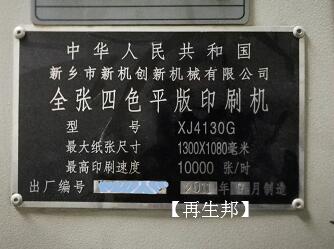 中华人民共和国
新乡市新机创新机械有限公司
全张四色平版印刷机
型 号 XJ4130G
最大纸张尺寸 1300X1080毫米
最高印刷速度 10000 张/时
出厂编号 年 月制造
【再生邦】